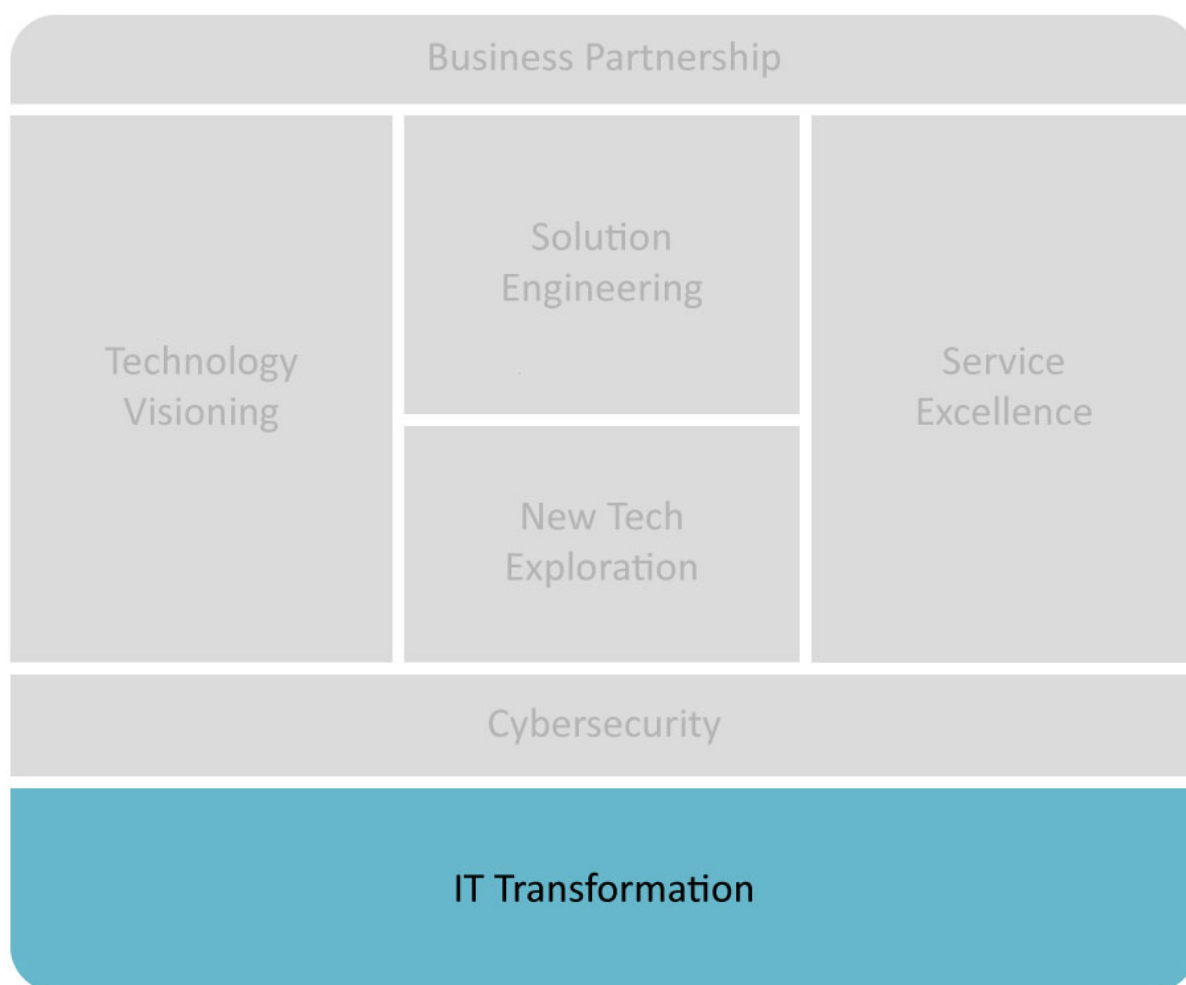 Business Partnership
Technology
Visioning
Solution
Engineering
New Tech
Exploration
Service
Excellence
Cybersecurity
IT Transformation